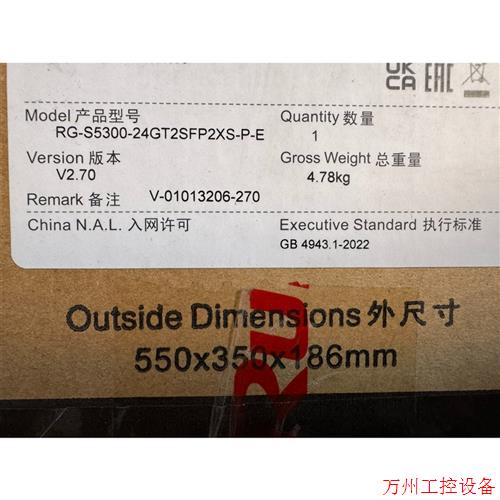 UK
CA EAC
Model 产品型号
RG-S5300-24GT2SFP2XS-P-E
Quantity 数量
1
Version 版本
V2.70
Gross Weight 总重量
4.78kg
Remark 备注 V-01013206-270
China N.A.L. 入网许可
Executive Standard 执行标准
GB 4943.1-2022
Outside Dimensions 外尺寸
550x350x186mm
RU
万州工控设备